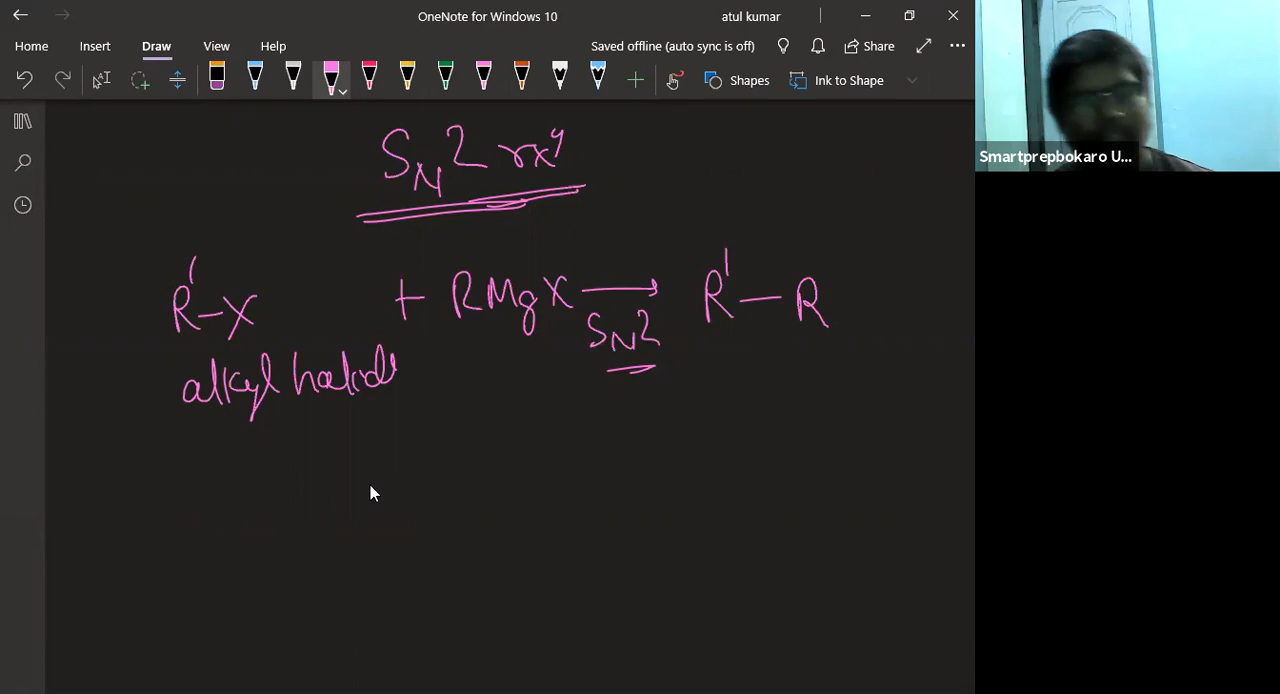 OneNote for Windows 10
atul kumar
Home Insert Draw View Help
Saved offline (auto sync is off)
Share
Shapes
Ink to Shape
Smartprepbokaro U...
SN2 rxⁿ
R'-X + RMgX → R'-R
SN2
alkyl halide